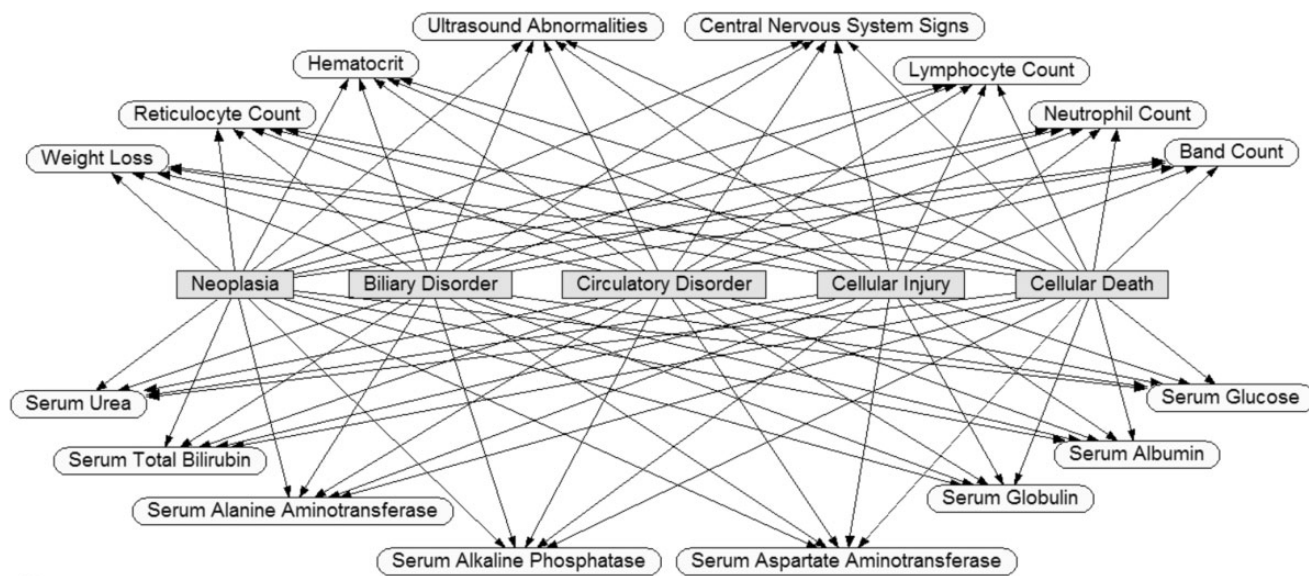 Ultrasound Abnormalities
Central Nervous System Signs
Hematocrit
Lymphocyte Count
Reticulocyte Count
Neutrophil Count
Weight Loss
Band Count
Neoplasia
Biliary Disorder
Circulatory Disorder
Cellular Injury
Cellular Death
Serum Urea
Serum Glucose
Serum Total Bilirubin
Serum Albumin
Serum Alanine Aminotransferase
Serum Globulin
Serum Alkaline Phosphatase
Serum Aspartate Aminotransferase